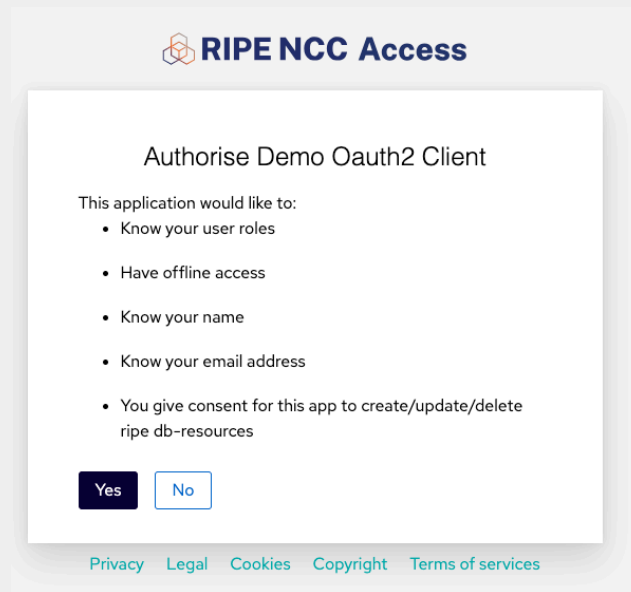 RIPE NCC Access
Authorise Demo Oauth2 Client
This application would like to:
• Know your user roles
• Have offline access
• Know your name
• Know your email address
• You give consent for this app to create/update/delete
ripe db-resources
Yes No
Privacy Legal Cookies Copyright Terms of services